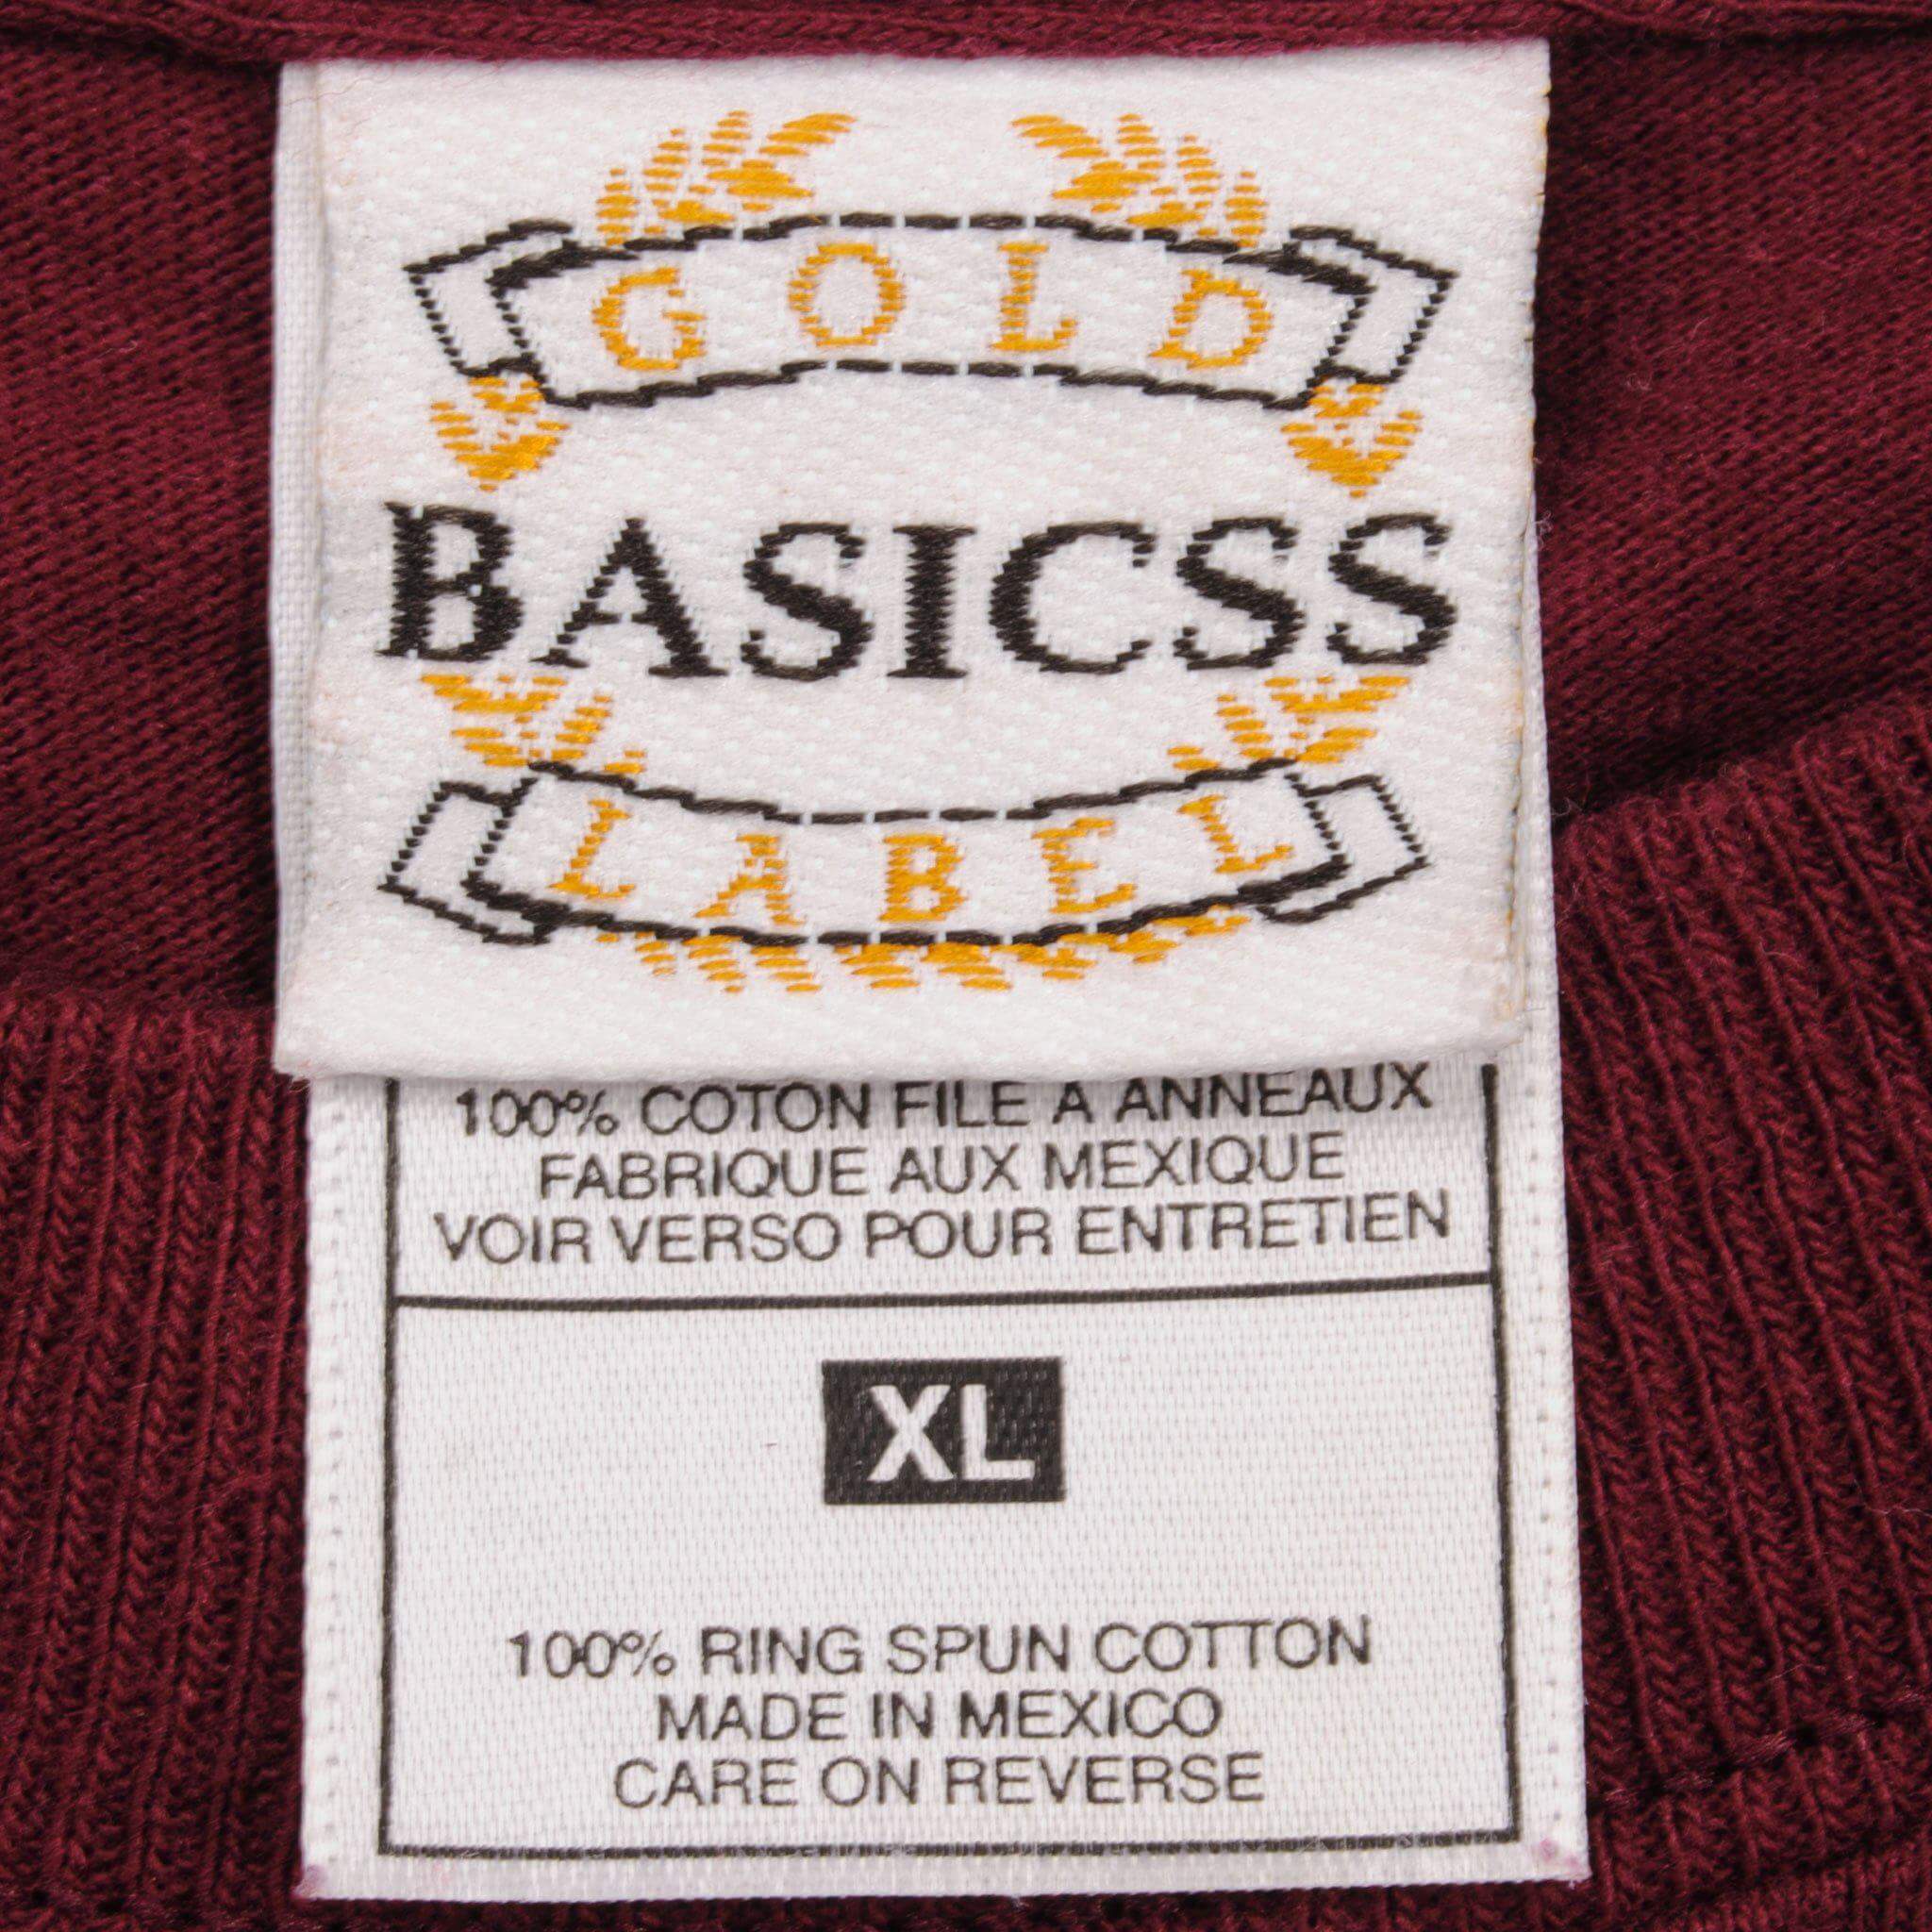 GOLD
BASICSS
LABEL
100% COTON FILE A ANNEAUX
FABRIQUE AUX MEXIQUE
VOIR VERSO POUR ENTRETIEN
XL
100% RING SPUN COTTON
MADE IN MEXICO
CARE ON REVERSE